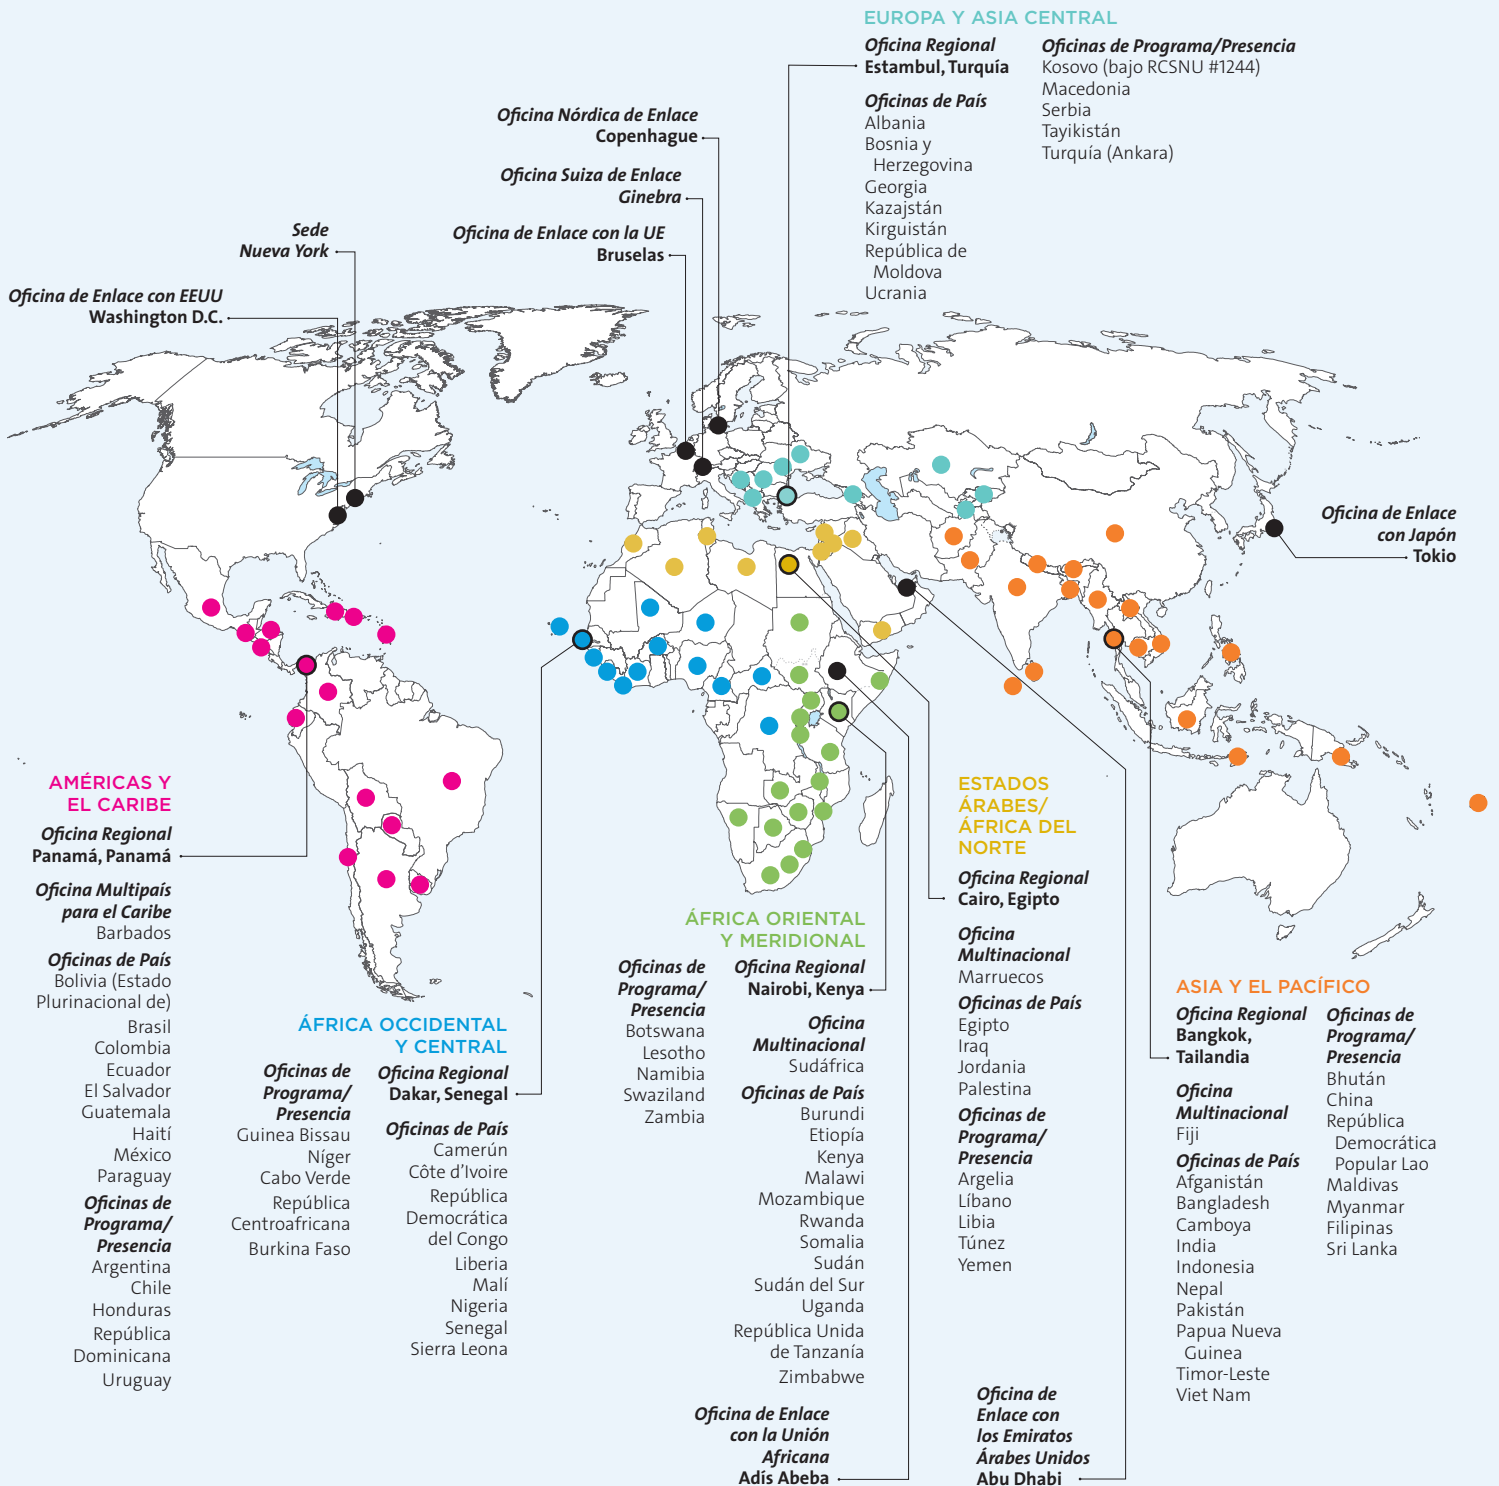 EUROPA Y ASIA CENTRAL
Oficina Regional
Estambul, Turquía
Oficinas de País
Albania
Bosnia y
Herzegovina
Georgia
Kazajstán
Kirguistán
República de
Moldova
Ucrania
Oficinas de Programa/Presencia
Kosovo (bajo RCSNU #1244)
Macedonia
Serbia
Tayikistán
Turquía (Ankara)
Oficina Nórdica de Enlace
Copenhague
Oficina Suiza de Enlace
Ginebra
Oficina de Enlace con la UE
Bruselas
Sede
Nueva York
Oficina de Enlace con EEUU
Washington D.C.
Oficina de Enlace
con Japón
Tokio
AMÉRICAS Y
EL CARIBE
Oficina Regional
Panamá, Panamá
Oficina Multipaís
para el Caribe
Barbados
Oficinas de País
Bolivia (Estado
Plurinacional de)
Brasil
Colombia
Ecuador
El Salvador
Guatemala
Haití
México
Paraguay
Oficinas de
Programa/
Presencia
Argentina
Chile
Honduras
República
Dominicana
Uruguay
ÁFRICA OCCIDENTAL
Y CENTRAL
Oficinas de
Programa/
Presencia
Guinea Bissau
Níger
Cabo Verde
República
Centroafricana
Burkina Faso
Oficina Regional
Dakar, Senegal
Oficinas de País
Camerún
Côte d’Ivoire
República
Democrática
del Congo
Liberia
Malí
Nigeria
Senegal
Sierra Leona
ÁFRICA ORIENTAL
Y MERIDIONAL
Oficinas de
Programa/
Presencia
Botswana
Lesotho
Namibia
Swaziland
Zambia
Oficina Regional
Nairobi, Kenya
Oficina
Multinacional
Sudáfrica
Oficinas de País
Burundi
Etiopía
Kenya
Malawi
Mozambique
Rwanda
Somalia
Sudán
Sudán del Sur
Uganda
República Unida
de Tanzanía
Zimbabwe
Oficina de Enlace
con la Unión
Africana
Adís Abeba
ESTADOS
ÁRABES/
ÁFRICA DEL
NORTE
Oficina Regional
Cairo, Egipto
Oficina
Multinacional
Marruecos
Oficinas de País
Egipto
Iraq
Jordania
Palestina
Oficinas de
Programa/
Presencia
Argelia
Líbano
Libia
Túnez
Yemen
Oficina de
Enlace con
los Emiratos
Árabes Unidos
Abu Dhabi
ASIA Y EL PACÍFICO
Oficina Regional
Bangkok,
Tailandia
Oficina
Multinacional
Fiji
Oficinas de País
Afganistán
Bangladesh
Camboya
India
Indonesia
Nepal
Pakistán
Papua Nueva
Guinea
Timor-Leste
Viet Nam
Oficinas de
Programa/
Presencia
Bhután
China
República
Democrática
Popular Lao
Maldivas
Myanmar
Filipinas
Sri Lanka